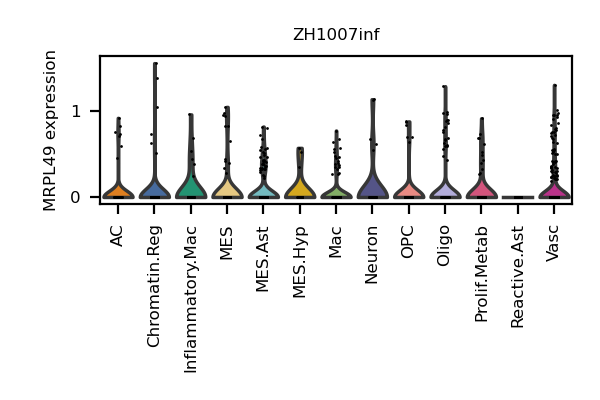 ZH1007inf
MRPL49 expression
1
0
AC
Chromatin.Reg
Inflammatory.Mac
MES
MES.Ast
MES.Hyp
Mac
Neuron
OPC
Oligo
Prolif.Metab
Reactive.Ast
Vasc